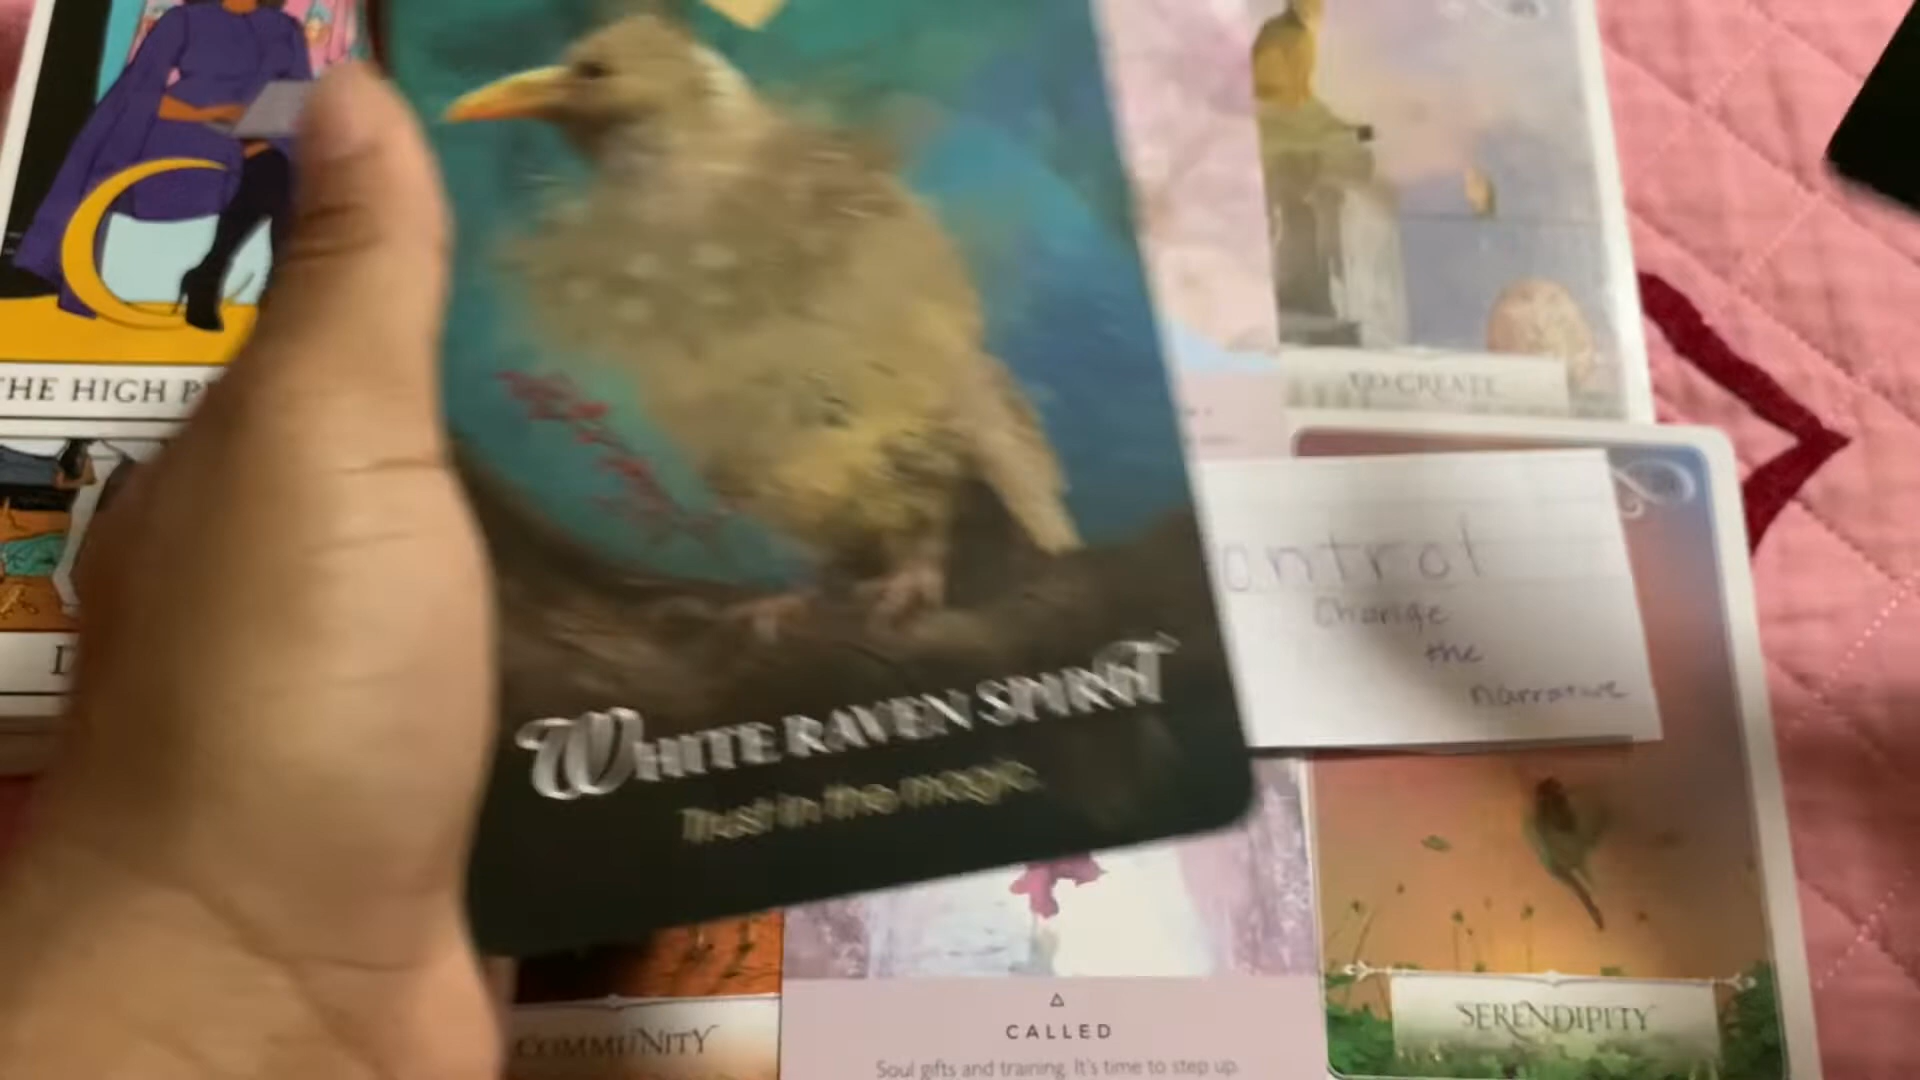 THE HIGH P
CO-CREATE
ontrol
Change
the
narrative
WHITE RAVEN SPIRIT
Trust in the magic
COMMUNITY
CALLED
Soul gifts and training. It's time to step up.
SERENDIPITY